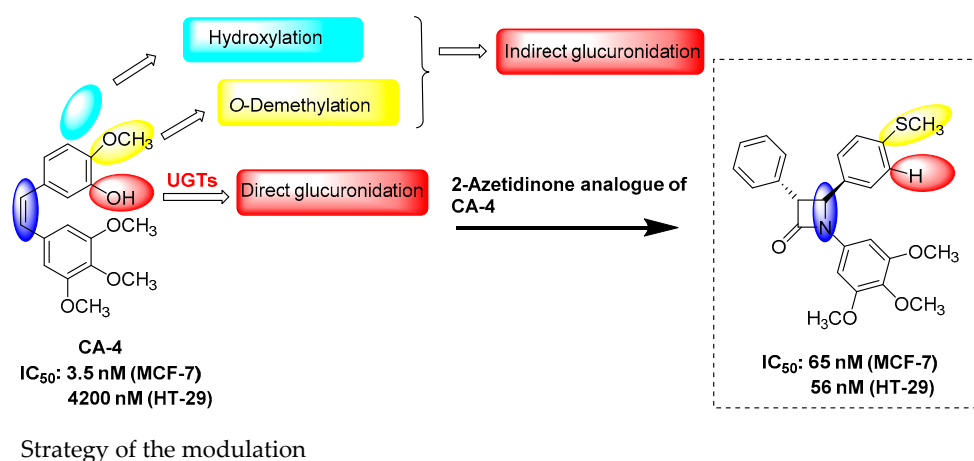 Hydroxylation
Indirect glucuronidation
O-Demethylation
OCH3
UGTs
OH
Direct glucuronidation
2-Azetidinone analogue of
CA-4
OCH3
OCH3
OCH3
SCH3
H
N
O
OCH3
OCH3
H3CO
CA-4
IC50: 3.5 nM (MCF-7)
4200 nM (HT-29)
IC50: 65 nM (MCF-7)
56 nM (HT-29)
Strategy of the modulation